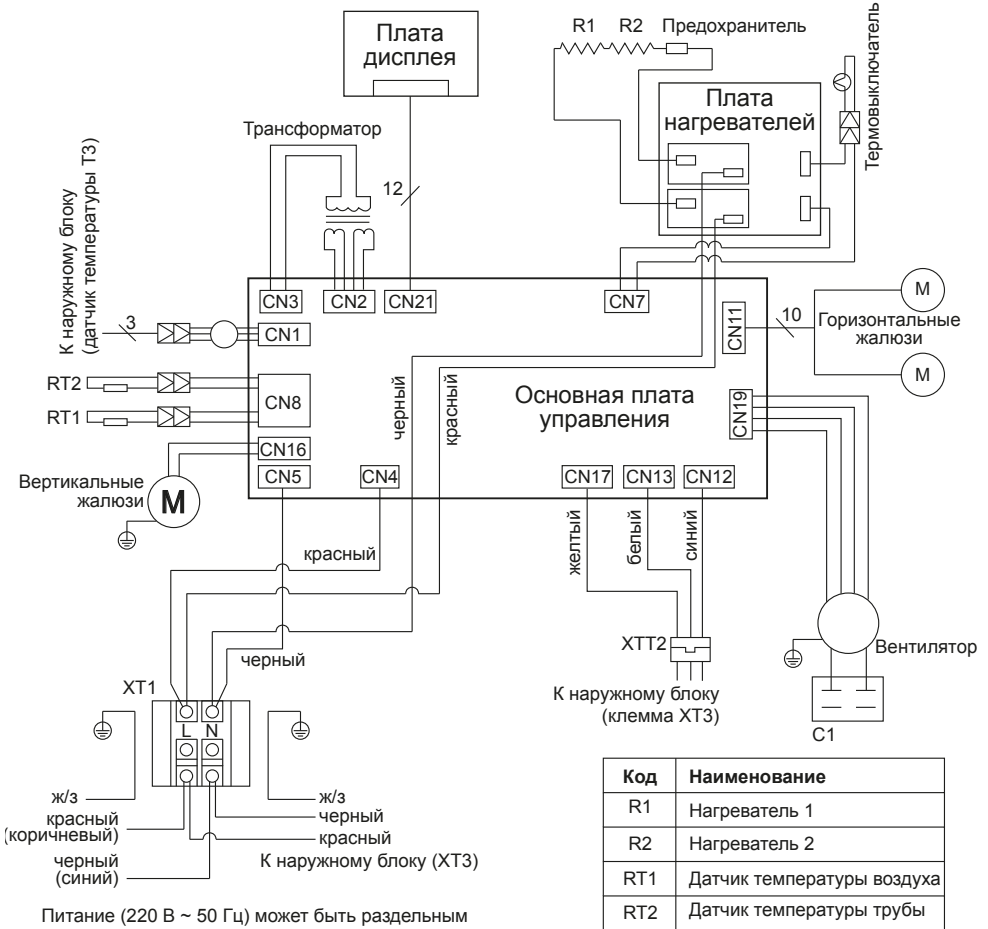 Плата
дисплея
R1 R2 Предохранитель
Термовыключатель
Плата
нагревателей
Трансформатор
12
К наружному блоку
(датчик температуры Т3)
3
CN3 CN2 CN21 CN7
CN1
CN11
10
M
Горизонтальные
жалюзи
M
RT2
RT1
CN8
черный
красный
Основная плата
управления
CN19
CN16
CN5 CN4 CN17 CN13 CN12
Вертикальные
жалюзи
M
красный
желтый
белый
синий
черный
XTT2
Вентилятор
К наружному блоку
(клемма ХТ3)
C1
XT1
L N
ж/з
красный
(коричневый)
черный
(синий)
ж/з
черный
красный
К наружному блоку (ХТ3)
Питание (220 В ~ 50 Гц) может быть раздельным
Код Наименование
R1 Нагреватель 1
R2 Нагреватель 2
RT1 Датчик температуры воздуха
RT2 Датчик температуры трубы